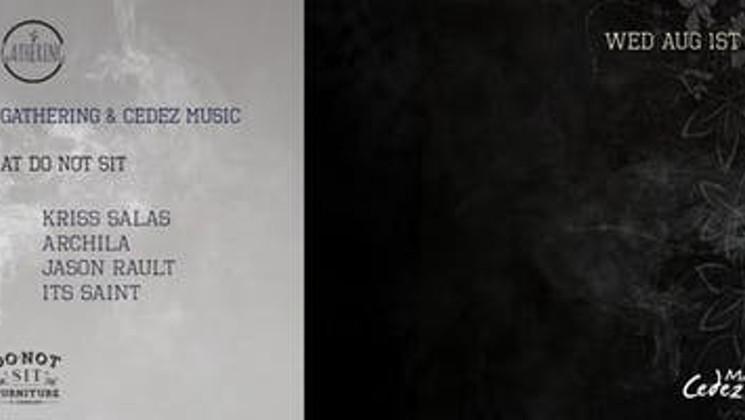 GATHERING
GATHERING & CEDEZ MUSIC
AT DO NOT SIT
KRISS SALAS
ARCHILA
JASON RAULT
ITS SAINT
DO NOT
SIT
FURNITURE
WED AUG 1ST
Cedez